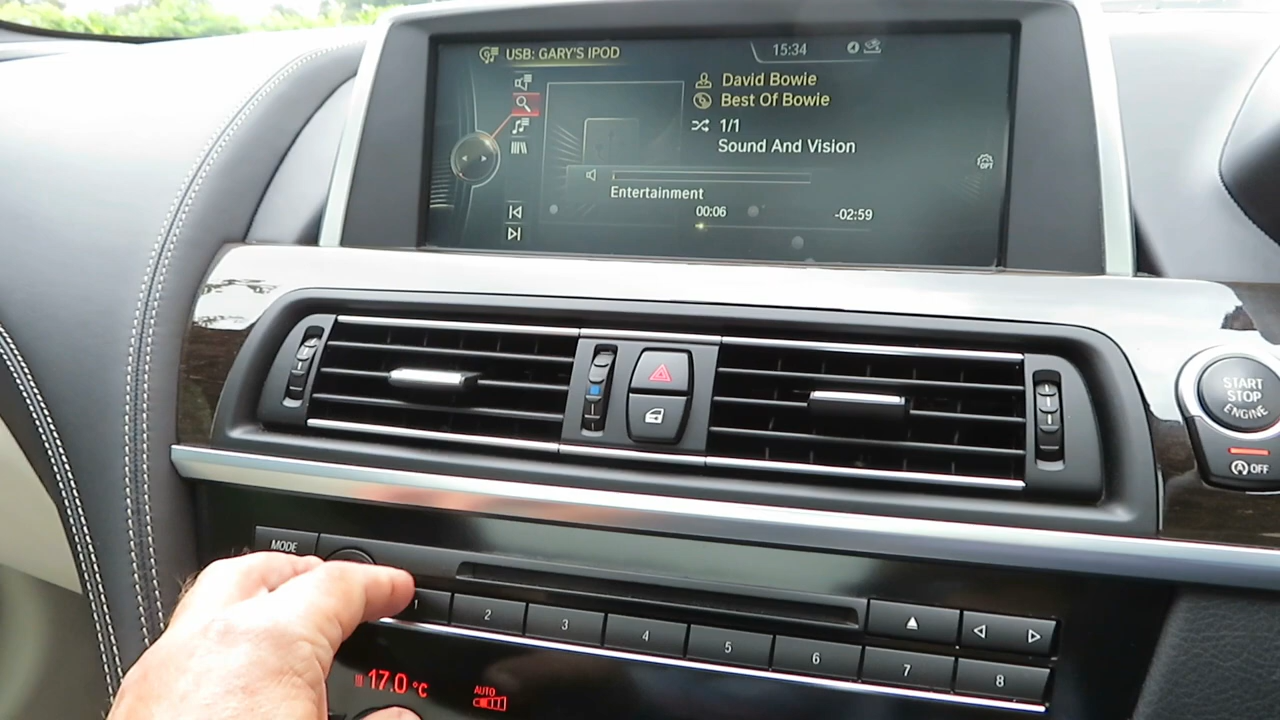 USB: GARY'S IPOD
15:34
David Bowie
Best Of Bowie
1/1
Sound And Vision
OPT
Entertainment
00:06 -02:59
START
STOP
ENGINE
OFF
MODE
1 2 3 4 5 6 7 8
17.0 °C
AUTO